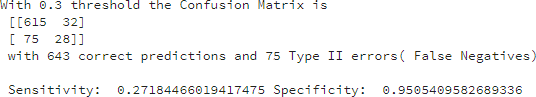 With 0.3 threshold the Confusion Matrix is
[[615 32]
[ 75 28]]
with 643 correct predictions and 75 Type II errors( False Negatives)
Sensitivity: 0.27184466019417475 Specificity: 0.9505409582689336